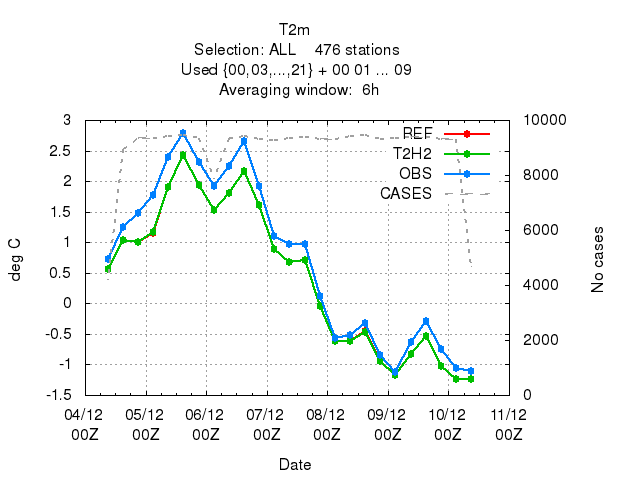 T2m
Selection: ALL    476 stations
Used {00,03,...,21} + 00 01 ... 09
Averaging window:  6h
3
2.5
2
1.5
1
0.5
0
-0.5
-1
-1.5
deg C
10000
8000
6000
4000
2000
0
No cases
REF
T2H2
OBS
CASES
04/12 05/12 06/12 07/12 08/12 09/12 10/12 11/12
00Z 00Z 00Z 00Z 00Z 00Z 00Z 00Z
Date